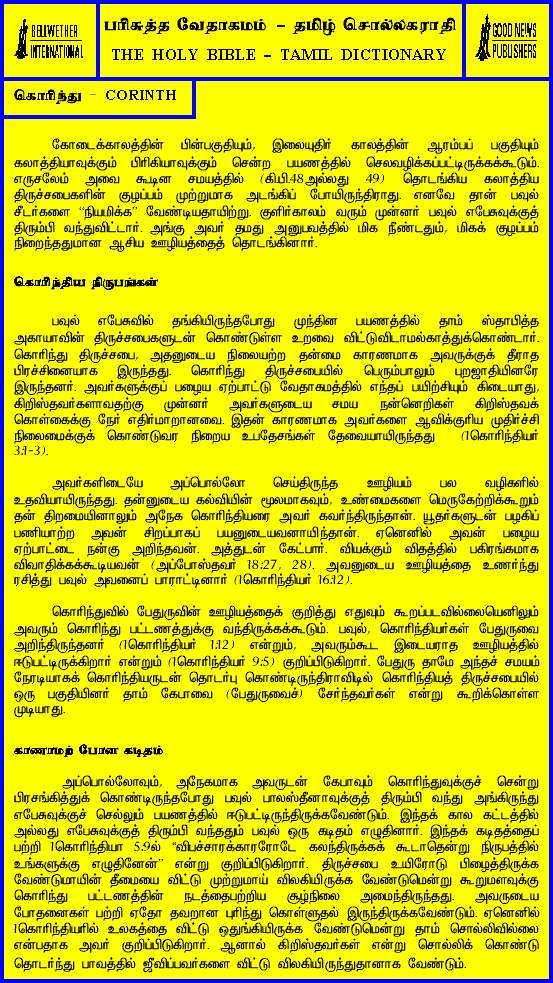 BELLWETHER
INTERNATIONAL
பரிசுத்த வேதாகமம் - தமிழ் சொல்லகராதி
THE HOLY BIBLE - TAMIL DICTIONARY
GOOD NEWS
PUBLISHERS
கொரிந்து - CORINTH
கோடைக்காலத்தின் பின்பகுதியும், இலையுதிர் காலத்தின் ஆரம்பப் பகுதியும்
கலாத்தியாவுக்கும் பிரிகியாவுக்கும் சென்ற பயணத்தில் செலவழிக்கப்பட்டிருக்கக்கூடும்.
எருசலேம் அவை கூடின சமயத்தில் (கி.பி.48அல்லது 49) தொடங்கிய கலாத்திய
திருச்சபைகளின் குழப்பம் முற்றுமாக அடங்கிப் போயிருந்திராது. எனவே தான் பவுல்
சீடர்களை “நியமிக்க” வேண்டியதாயிற்று. குளிர்காலம் வரும் முன்னர் பவுல் எபேசுவுக்குத்
திரும்பி வந்துவிட்டார். அங்கு அவர் தமது அனுபவத்தில் மிக நீண்டதும், மிகக் குழப்பம்
நிறைந்ததுமான ஆசிய ஊழியத்தைத் தொடங்கினார்.
கொரிந்திய நிருபங்கள்
பவுல் எபேசுவில் தங்கியிருந்தபோது முந்தின பயணத்தில் தாம் ஸ்தாபித்த
அகாயாவின் திருச்சபைகளுடன் கொண்டுள்ள உறவை விட்டுவிடாமல்காத்துக்கொண்டார்.
கொரிந்து திருச்சபை, அதனுடைய நிலையற்ற தன்மை காரணமாக அவருக்குக் தீராத
பிரச்சினையாக இருந்தது. கொரிந்து திருச்சபையில் பெரும்பாலும் புறஜாதியினரே
இருந்தனர். அவர்களுக்குப் பழைய ஏற்பாட்டு வேதாகமத்தில் எந்தப் பயிற்சியும் கிடையாது,
கிறிஸ்தவர்களாவதற்கு முன்னர் அவர்களுடைய சமய நன்னெறிகள் கிறிஸ்தவக்
கொள்கைக்கு நேர் எதிர்மாறானவை. இதன் காரணமாக அவர்களை ஆவிக்குரிய முதிர்ச்சி
நிலைமைக்குக் கொண்டுவர நிறைய உபதேசங்கள் தேவையாயிருந்தது (1கொரிந்தியர்
3:1-3).
அவர்களிடையே அப்பொல்லோ செய்திருந்த ஊழியம் பல வழிகளில்
உதவியாயிருந்தது. தன்னுடைய கல்வியின் மூலமாகவும், உண்மைகளை மெருகேற்றிக்கூறும்
தன் திறமையினாலும் அநேக கொரிந்தியரை அவர் கவர்ந்திருந்தான். யூதர்களுடன் பழகிப்
பணியாற்ற அவன் சிறப்பாகப் பயனுடையவனாயிந்தான். ஏனெனில் அவன் பழைய
ஏற்பாட்டை நன்கு அறிந்தவன். அத்துடன் கேட்பார். வியக்கும் விதத்தில் பகிரங்கமாக
விவாதிக்கக்கூடியவன் (அப்போஸ்தவர் 18:27, 28). அவனுடைய ஊழியத்தை உணர்ந்து
ரசித்து பவுல் அவனைப் பாராட்டினார் (1கொரிந்தியர் 16:12).
கொரிந்துவில் பேதுருவின் ஊழியத்தைக் குறித்து எதுவும் கூறப்படவில்லையெனிலும்
அவரும் கொரிந்து பட்டணத்துக்கு வந்திருக்கக்கூடும். பவுல், கொரிந்தியர்கள் பேதுருவை
அறிந்திருந்தனர் (1கொரிந்தியர் 1:12) என்றும், அவரும்கூட இடையராத ஊழியத்தில்
ஈடுபட்டிருக்கிறார் என்றும் (1கொரிந்தியர் 9:5) குறிப்பிடுகிறார். பேதுரு தாமே அந்தச் சமயம்
நேரடியாகக் கொரிந்தியருடன் தொடர்பு கொண்டிருந்திராவிடில் கொரிந்தியத் திருச்சபையில்
ஒரு பகுதியினர் தாம் கேபாவை (பேதுருவைச்) சேர்ந்தவர்கள் என்று கூறிக்கொள்ள
முடியாது.
காணாமற் போன கடிதம்
அப்பொல்லோவும், அநேகமாக அவருடன் கேபாவும் கொரிந்துவுக்குச் சென்று
பிரசங்கித்துக் கொண்டிருந்தபோது பவுல் பாலஸ்தீனாவுக்குத் திரும்பி வந்து அங்கிருந்து
எபேசுவுக்குச் செல்லும் பயணத்தில் ஈடுபட்டிருந்திருக்கவேண்டும். இந்தக் கால கட்டத்தில்
அல்லது எபேசுவுக்குத் திரும்பி வந்ததும் பவுல் ஒரு கடிதம் எழுதினார். இந்தக் கடிதத்தைப்
பற்றி 1கொரிந்தியா 5:9ல் “விபச்சாரக்காரரோடே கலந்திருக்கக் கூடாதென்று நிருபத்தில்
உங்களுக்கு எழுதினேன்” என்று குறிப்பிடுகிறார். திருச்சபை உயிரோடு பிழைத்திருக்க
வேண்டுமாயின் தீமையை விட்டு முற்றுமாய் விலகியிருக்க வேண்டுமென்று கூறுமளவுக்கு
கொரிந்து பட்டணத்தின் நடத்தைபற்றிய சூழ்நிலை அமைந்திருந்தது. அவருடைய
போதனைகள் பற்றி ஏதோ தவறான புரிந்து கொள்ளுதல் இருந்திருக்கவேண்டும். ஏனெனில்
1கொரிந்தியரில் உலகத்தை விட்டு ஒதுங்கியிருக்க வேண்டுமென்று தாம் சொல்லிவில்லை
என்பதாக அவர் குறிப்பிடுகிறார். ஆனால் கிறிஸ்தவர்கள் என்று சொல்லிக் கொண்டு
தொடர்ந்து பாவத்தில் ஜீவிப்பவர்களை விட்டு விலகியிருந்துதானாக வேண்டும்.